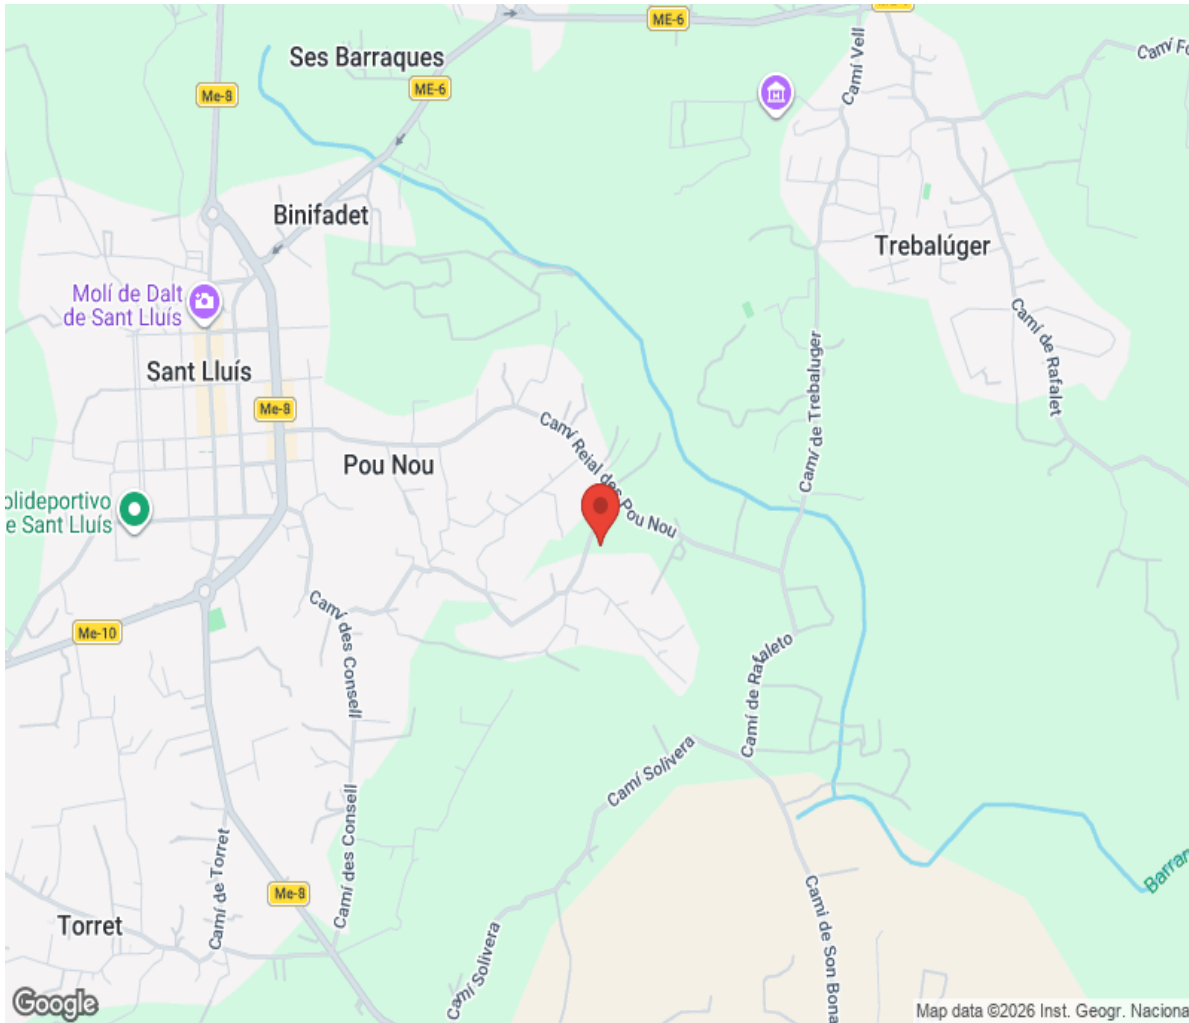 ME-6
Camí Vell
Camí Fo
Ses Barraques
ME-6
Me-8
Binifadet
Trebalúger
Molí de Dalt
de Sant Lluís
Camí de Rafalet
Sant Lluís
Camí de Trebaluger
Me-8
Camí Reial des Pou Nou
Pou Nou
olideportivo
e Sant Lluís
Camí des Consell
Me-10
Camí de Rafaleto
Camí Solivera
Camí des Consell
Camí de Torret
Me-8
Barran
Torret
Camí Solivera
Cami de Son Bona
Google
Map data ©2026 Inst. Geogr. Naciona